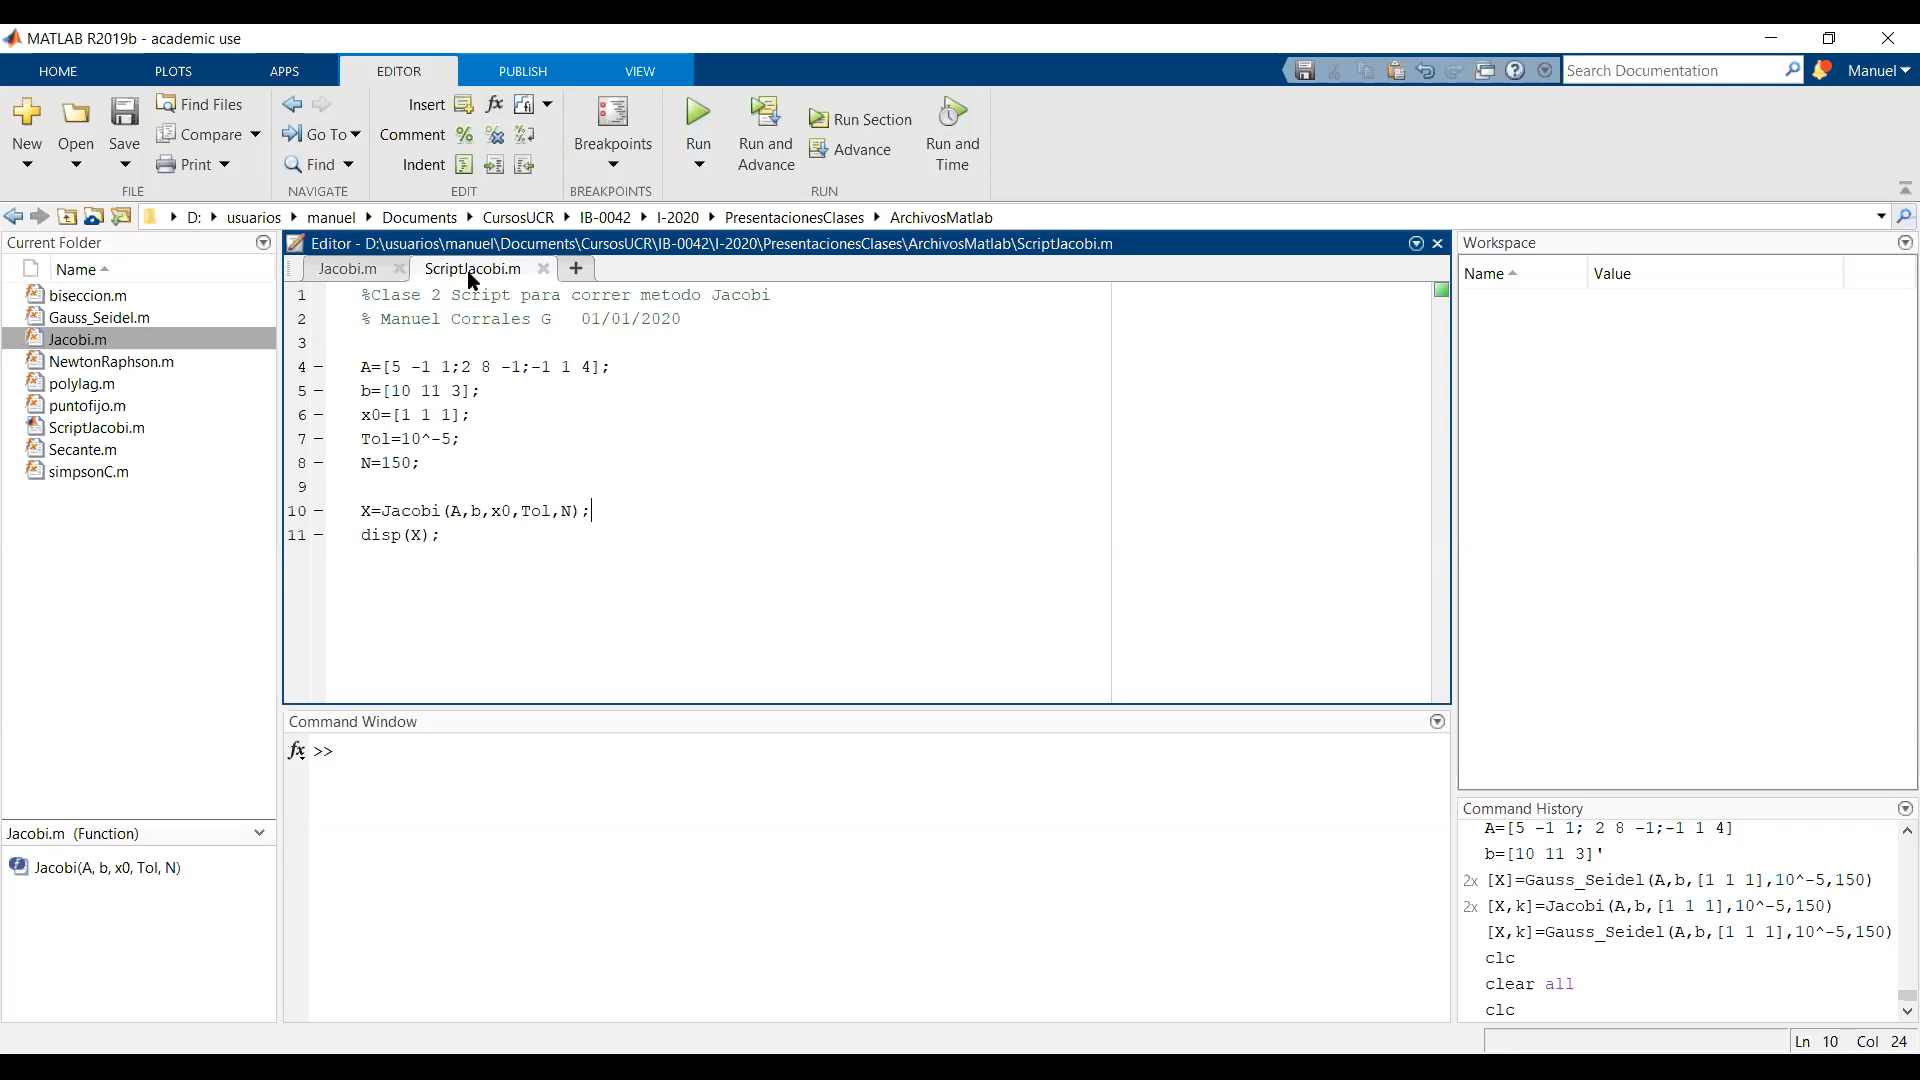 MATLAB R2019b - academic use
HOME PLOTS APPS EDITOR PUBLISH VIEW
Search Documentation
Manuel
New
Open
Save
Find Files
Compare
Print
FILE
Go To
Find
NAVIGATE
Insert fx
Comment
Indent
EDIT
Breakpoints
BREAKPOINTS
Run
Run and Advance
Run Section
Advance
Run and Time
RUN
D: usuarios manuel Documents CursosUCR IB-0042 I-2020 PresentacionesClases ArchivosMatlab
Current Folder
Name
biseccion.m
Gauss_Seidel.m
Jacobi.m
NewtonRaphson.m
polylag.m
puntofijo.m
ScriptJacobi.m
Secante.m
simpsonC.m
Jacobi.m (Function)
Jacobi(A, b, x0, Tol, N)
Editor - D:\usuarios\manuel\Documents\CursosUCR\IB-0042\I-2020\PresentacionesClases\ArchivosMatlab\ScriptJacobi.m
Jacobi.m ScriptJacobi.m
1 %Clase 2 Script para correr metodo Jacobi
2 % Manuel Corrales G 01/01/2020
3
4 – A=[5 -1 1;2 8 -1;-1 1 4];
5 – b=[10 11 3];
6 – x0=[1 1 1];
7 – Tol=10^-5;
8 – N=150;
9
10 – X=Jacobi(A,b,x0,Tol,N);
11 – disp(X);
Command Window
fx >>
Workspace
Name Value
Command History
A=[5 -1 1; 2 8 -1;-1 1 4]
b=[10 11 3]'
2x [X]=Gauss_Seidel(A,b,[1 1 1],10^-5,150)
2x [X,k]=Jacobi(A,b,[1 1 1],10^-5,150)
[X,k]=Gauss_Seidel(A,b,[1 1 1],10^-5,150)
clc
clear all
clc
Ln 10 Col 24